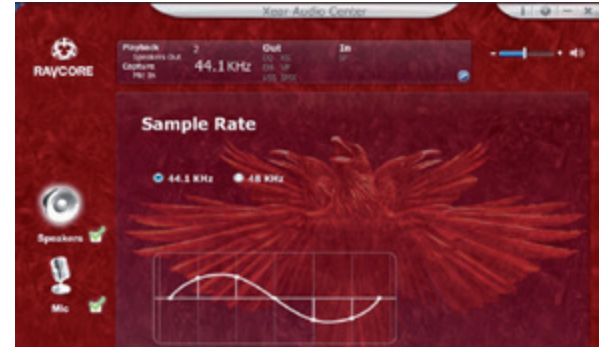 Xear Audio Center
RAVCORE
Playback
Speakers Out
Capture
Mic In
2
44.1 KHz
Out
In
Sample Rate
44.1 KHz
48 KHz
Speakers
Mic